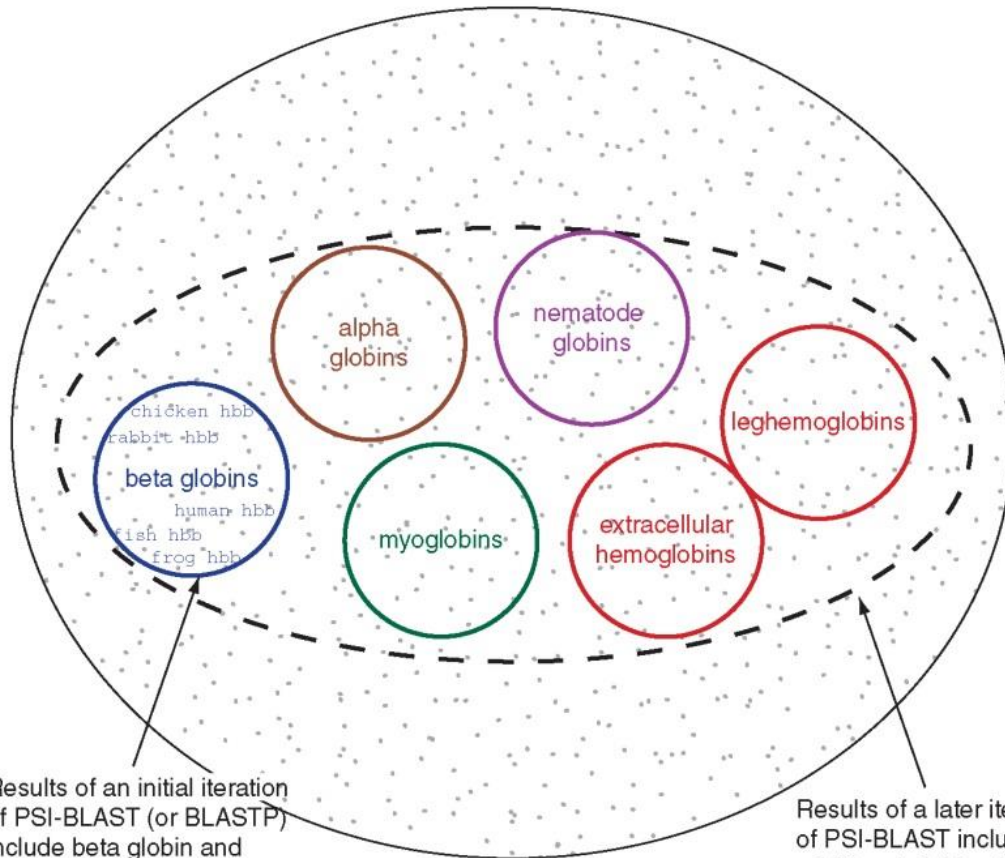 alpha
globins
nematode
globins
leghemoglobins
chicken hbb
rabbit hbb
beta globins
human hbb
fish hbb
frog hbb
myoglobins
extracellular
hemoglobins
Results of an initial iteration
of PSI-BLAST (or BLASTP)
include beta globin and
Results of a later
of PSI-BLAST